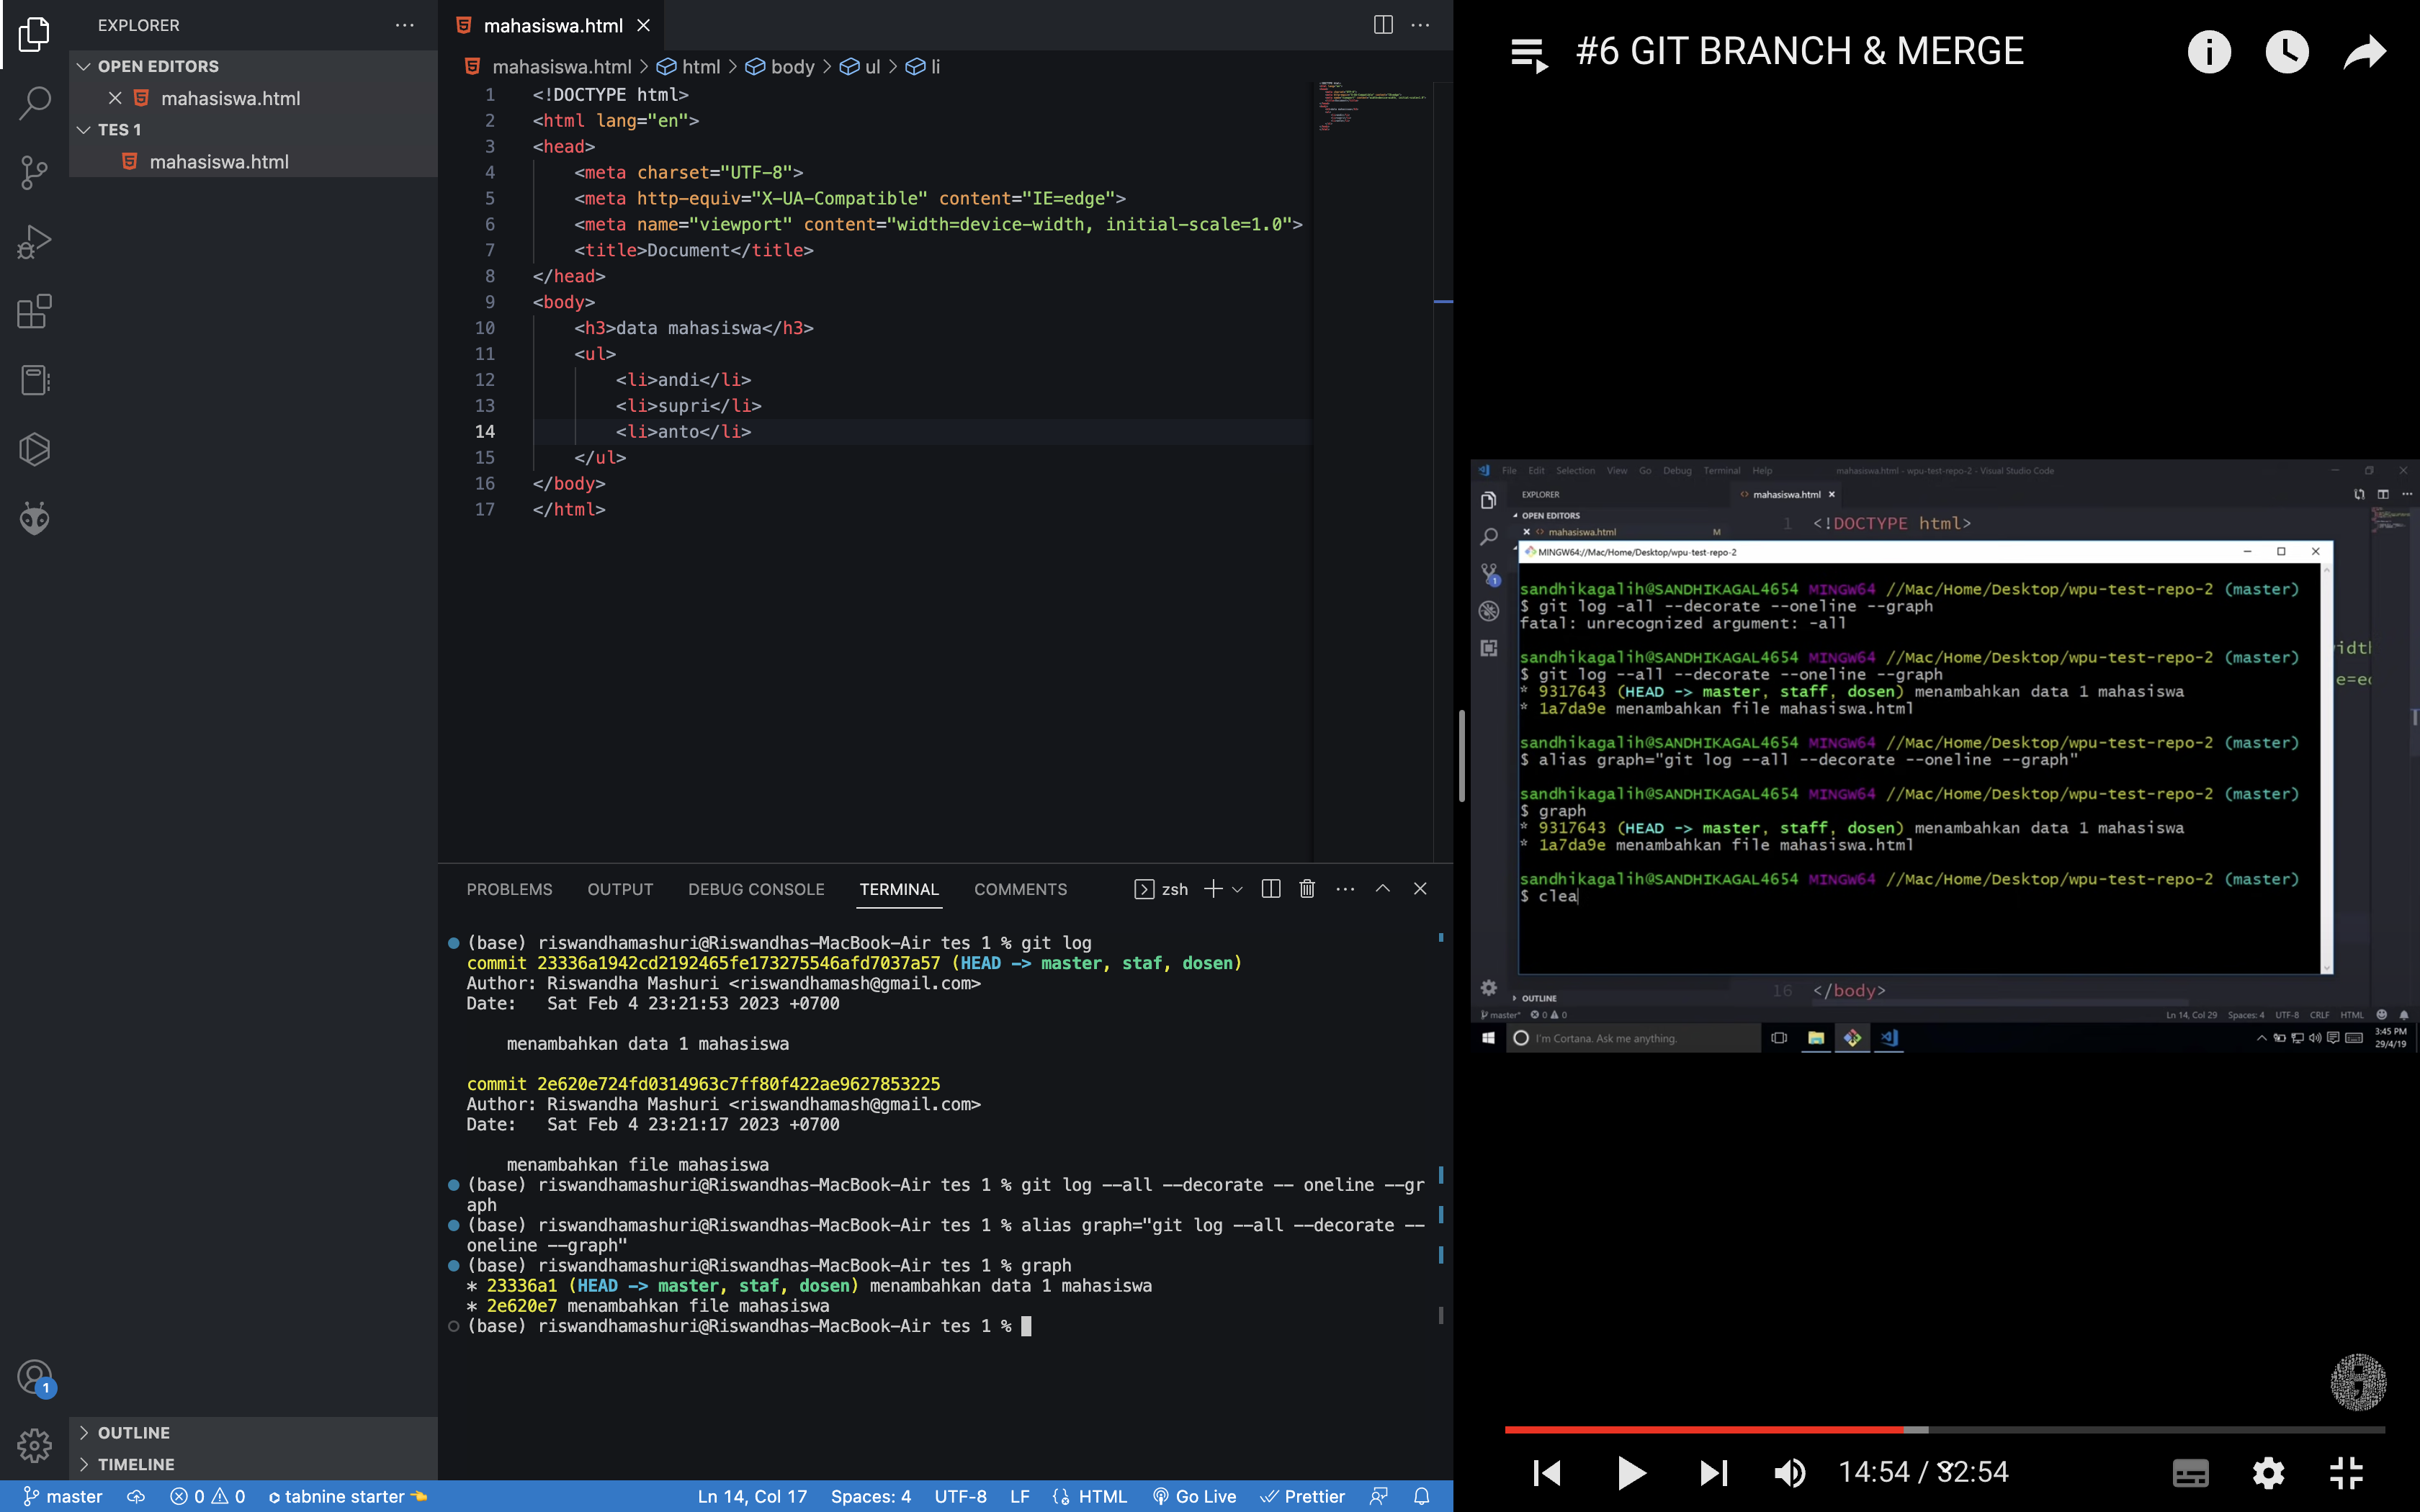 EXPLORER
OPEN EDITORS
mahasiswa.html
TES 1
mahasiswa.html
OUTLINE
TIMELINE
1
mahasiswa.html
mahasiswa.html > html > body > ul > li
1 <!DOCTYPE html>
2 <html lang="en">
3 <head>
4 <meta charset="UTF-8">
5 <meta http-equiv="X-UA-Compatible" content="IE=edge">
6 <meta name="viewport" content="width=device-width, initial-scale=1.0">
7 <title>Document</title>
8 </head>
9 <body>
10 <h3>data mahasiswa</h3>
11 <ul>
12 <li>andi</li>
13 <li>supri</li>
14 <li>anto</li>
15 </ul>
16 </body>
17 </html>
PROBLEMS OUTPUT DEBUG CONSOLE TERMINAL COMMENTS zsh
(base) riswandhamashuri@Riswandhas-MacBook-Air tes 1 % git log
commit 23336a1942cd2192465fe173275546afd7037a57 (HEAD -> master, staf, dosen)
Author: Riswandha Mashuri <riswandhamash@gmail.com>
Date: Sat Feb 4 23:21:53 2023 +0700
menambahkan data 1 mahasiswa
commit 2e620e724fd0314963c7ff80f422ae9627853225
Author: Riswandha Mashuri <riswandhamash@gmail.com>
Date: Sat Feb 4 23:21:17 2023 +0700
menambahkan file mahasiswa
(base) riswandhamashuri@Riswandhas-MacBook-Air tes 1 % git log --all --decorate -- oneline --gr
aph
(base) riswandhamashuri@Riswandhas-MacBook-Air tes 1 % alias graph="git log --all --decorate --
oneline --graph"
(base) riswandhamashuri@Riswandhas-MacBook-Air tes 1 % graph
* 23336a1 (HEAD -> master, staf, dosen) menambahkan data 1 mahasiswa
* 2e620e7 menambahkan file mahasiswa
(base) riswandhamashuri@Riswandhas-MacBook-Air tes 1 %
master 0 0 tabnine starter Ln 14, Col 17 Spaces: 4 UTF-8 LF HTML Go Live Prettier
#6 GIT BRANCH & MERGE
File Edit Selection View Go Debug Terminal Help mahasiswa.html - wpu-test-repo-2 - Visual Studio Code
EXPLORER
mahasiswa.html
OPEN EDITORS
mahasiswa.html M
1 <!DOCTYPE html>
MINGW64://Mac/Home/Desktop/wpu-test-repo-2
sandhikagalih@SANDHIKAGAL4654 MINGW64 //Mac/Home/Desktop/wpu-test-repo-2 (master)
$ git log -all --decorate --oneline --graph
fatal: unrecognized argument: -all
sandhikagalih@SANDHIKAGAL4654 MINGW64 //Mac/Home/Desktop/wpu-test-repo-2 (master)
$ git log --all --decorate --oneline --graph
* 9317643 (HEAD -> master, staff, dosen) menambahkan data 1 mahasiswa
* 1a7da9e menambahkan file mahasiswa.html
sandhikagalih@SANDHIKAGAL4654 MINGW64 //Mac/Home/Desktop/wpu-test-repo-2 (master)
$ alias graph="git log --all --decorate --oneline --graph"
sandhikagalih@SANDHIKAGAL4654 MINGW64 //Mac/Home/Desktop/wpu-test-repo-2 (master)
$ graph
* 9317643 (HEAD -> master, staff, dosen) menambahkan data 1 mahasiswa
* 1a7da9e menambahkan file mahasiswa.html
sandhikagalih@SANDHIKAGAL4654 MINGW64 //Mac/Home/Desktop/wpu-test-repo-2 (master)
$ clea
1
16 </body>
OUTLINE
master* 0 0 Ln 14, Col 29 Spaces: 4 UTF-8 CRLF HTML
I'm Cortana. Ask me anything.
3:45 PM
29/4/19
14:54 / 32:54